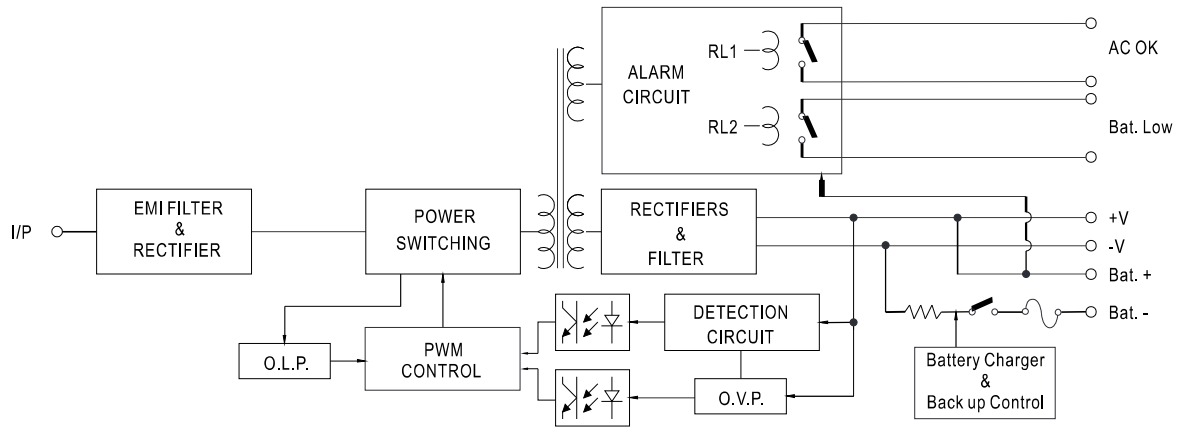 ALARM
CIRCUIT
RL1
RL2
AC OK
Bat. Low
I/P
EMI FILTER
&
RECTIFIER
POWER
SWITCHING
RECTIFIERS
&
FILTER
+V
-V
Bat. +
Bat. -
O.L.P.
PWM
CONTROL
DETECTION
CIRCUIT
O.V.P.
Battery Charger
&
Back up Control